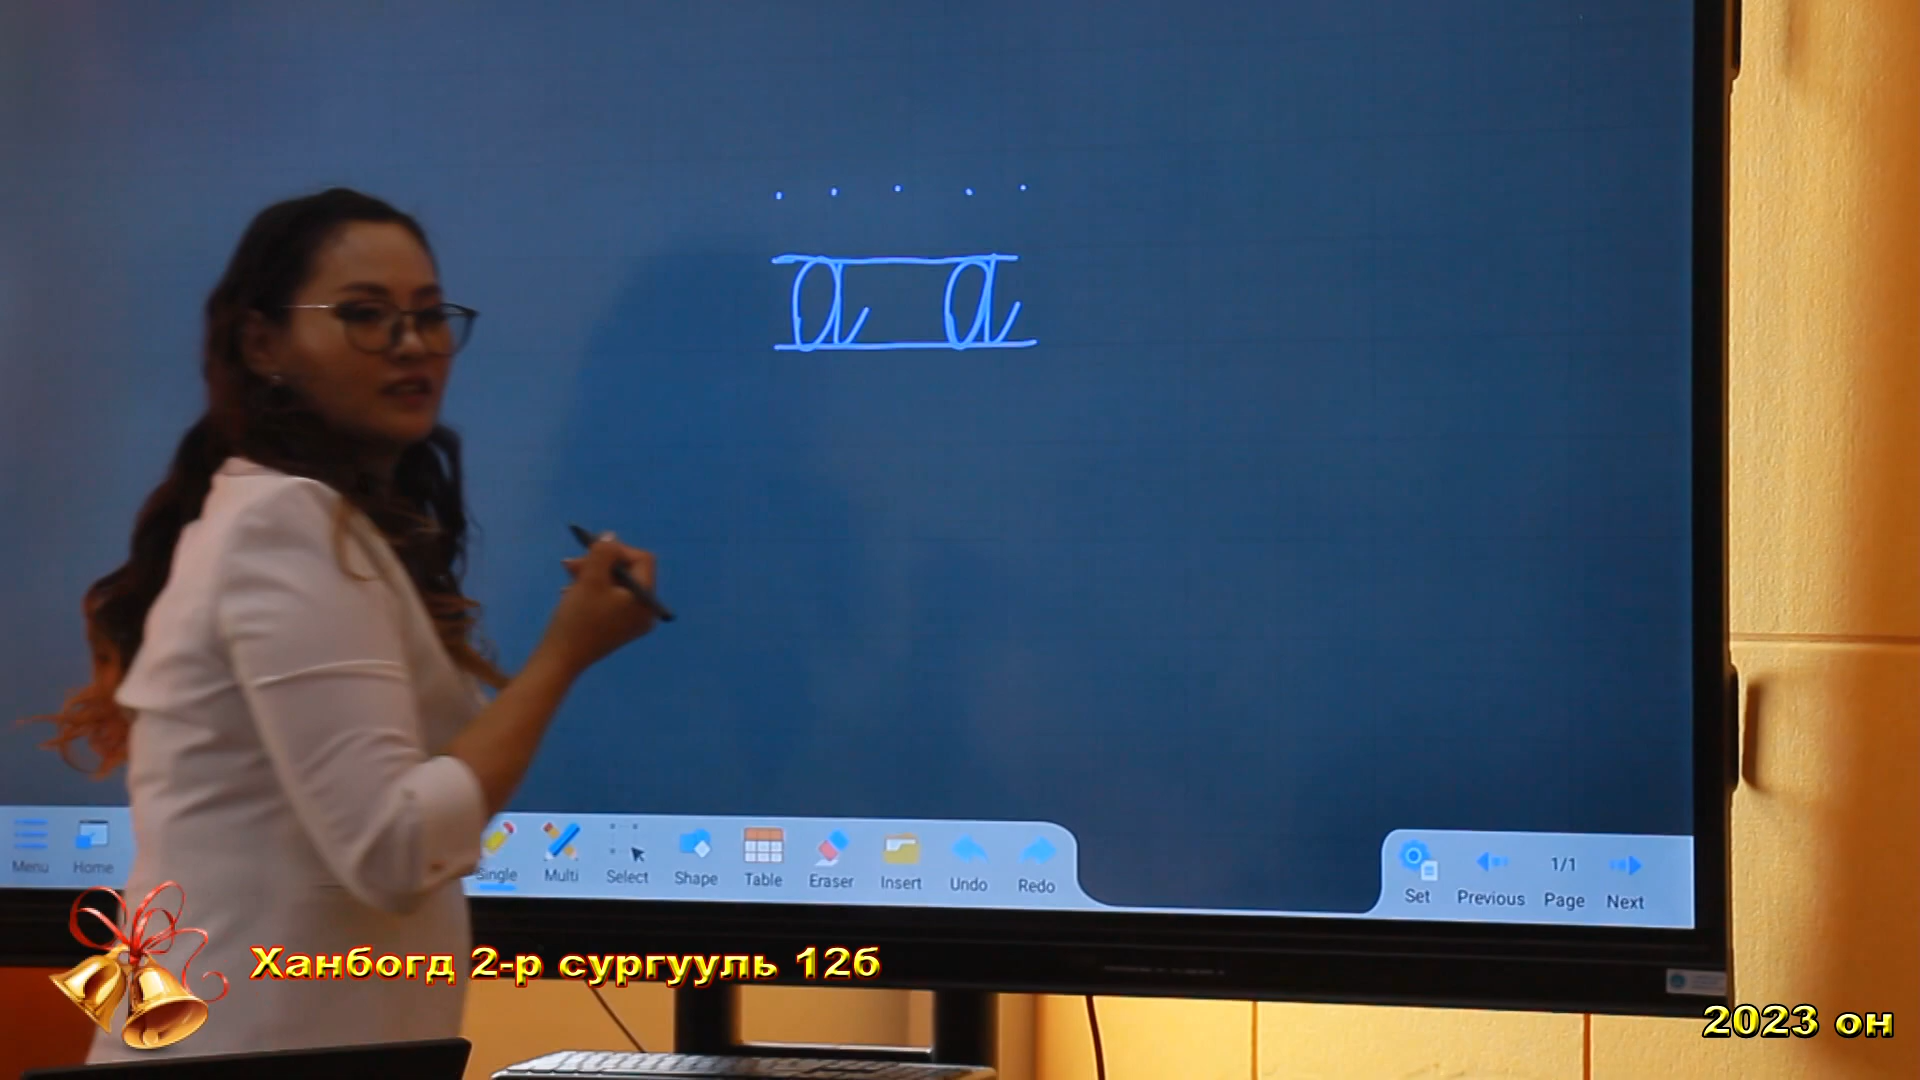 а а
Menu Home Single Multi Select Shape Table Eraser Insert Undo Redo
1/1
Set Previous Page Next
Ханбогд 2-р сургууль 12б
2023 он